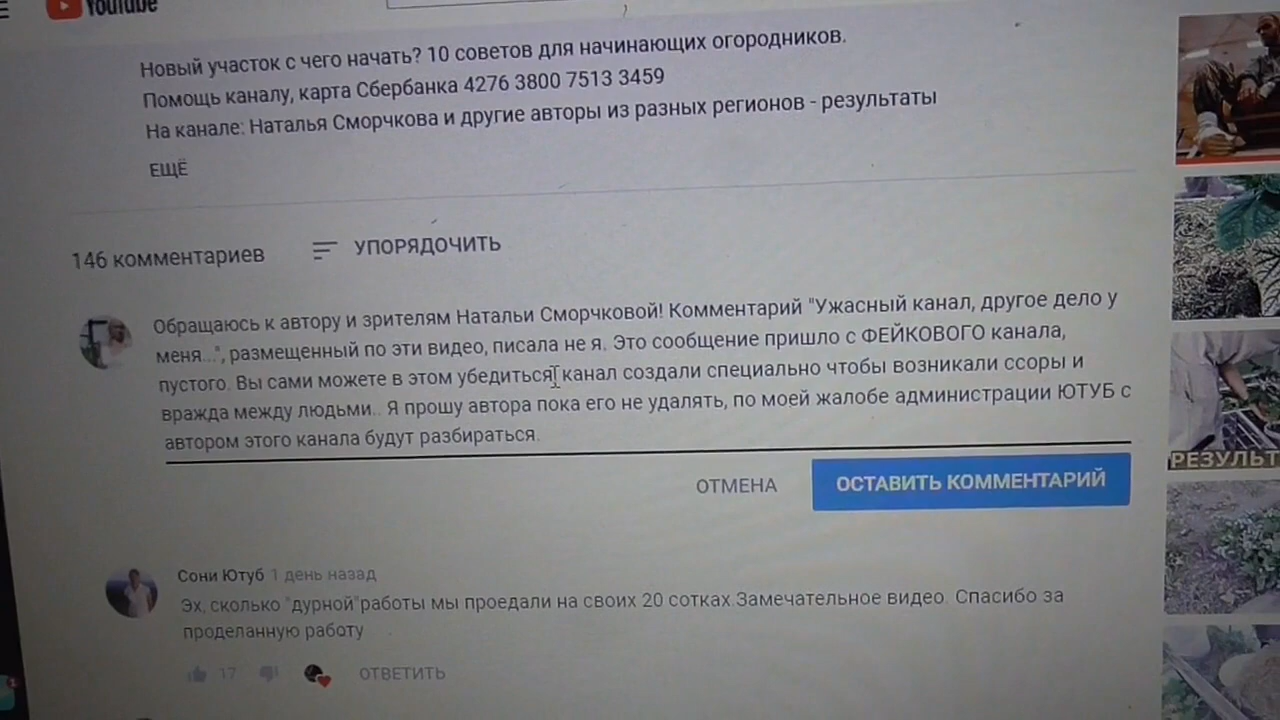 YouTube
Новый участок с чего начать? 10 советов для начинающих огородников.
Помощь каналу, карта Сбербанка 4276 3800 7513 3459
На канале: Наталья Сморчкова и другие авторы из разных регионов - результаты
ЕЩЁ
146 комментариев УПОРЯДОЧИТЬ
Обращаюсь к автору и зрителям Натальи Сморчковой! Комментарий "Ужасный канал, другое дело у
меня...", размещенный по эти видео, писала не я. Это сообщение пришло с ФЕЙКОВОГО канала,
пустого. Вы сами можете в этом убедиться, канал создали специально чтобы возникали ссоры и
вражда между людьми.. Я прошу автора пока его не удалять, по моей жалобе администрации ЮТУБ с
автором этого канала будут разбираться.
ОТМЕНА ОСТАВИТЬ КОММЕНТАРИЙ
Сони Ютуб 1 день назад
Эх, сколько "дурной"работы мы проедали на своих 20 сотках.Замечательное видео. Спасибо за
проделанную работу
17 ОТВЕТИТЬ
РЕЗУЛЬТ